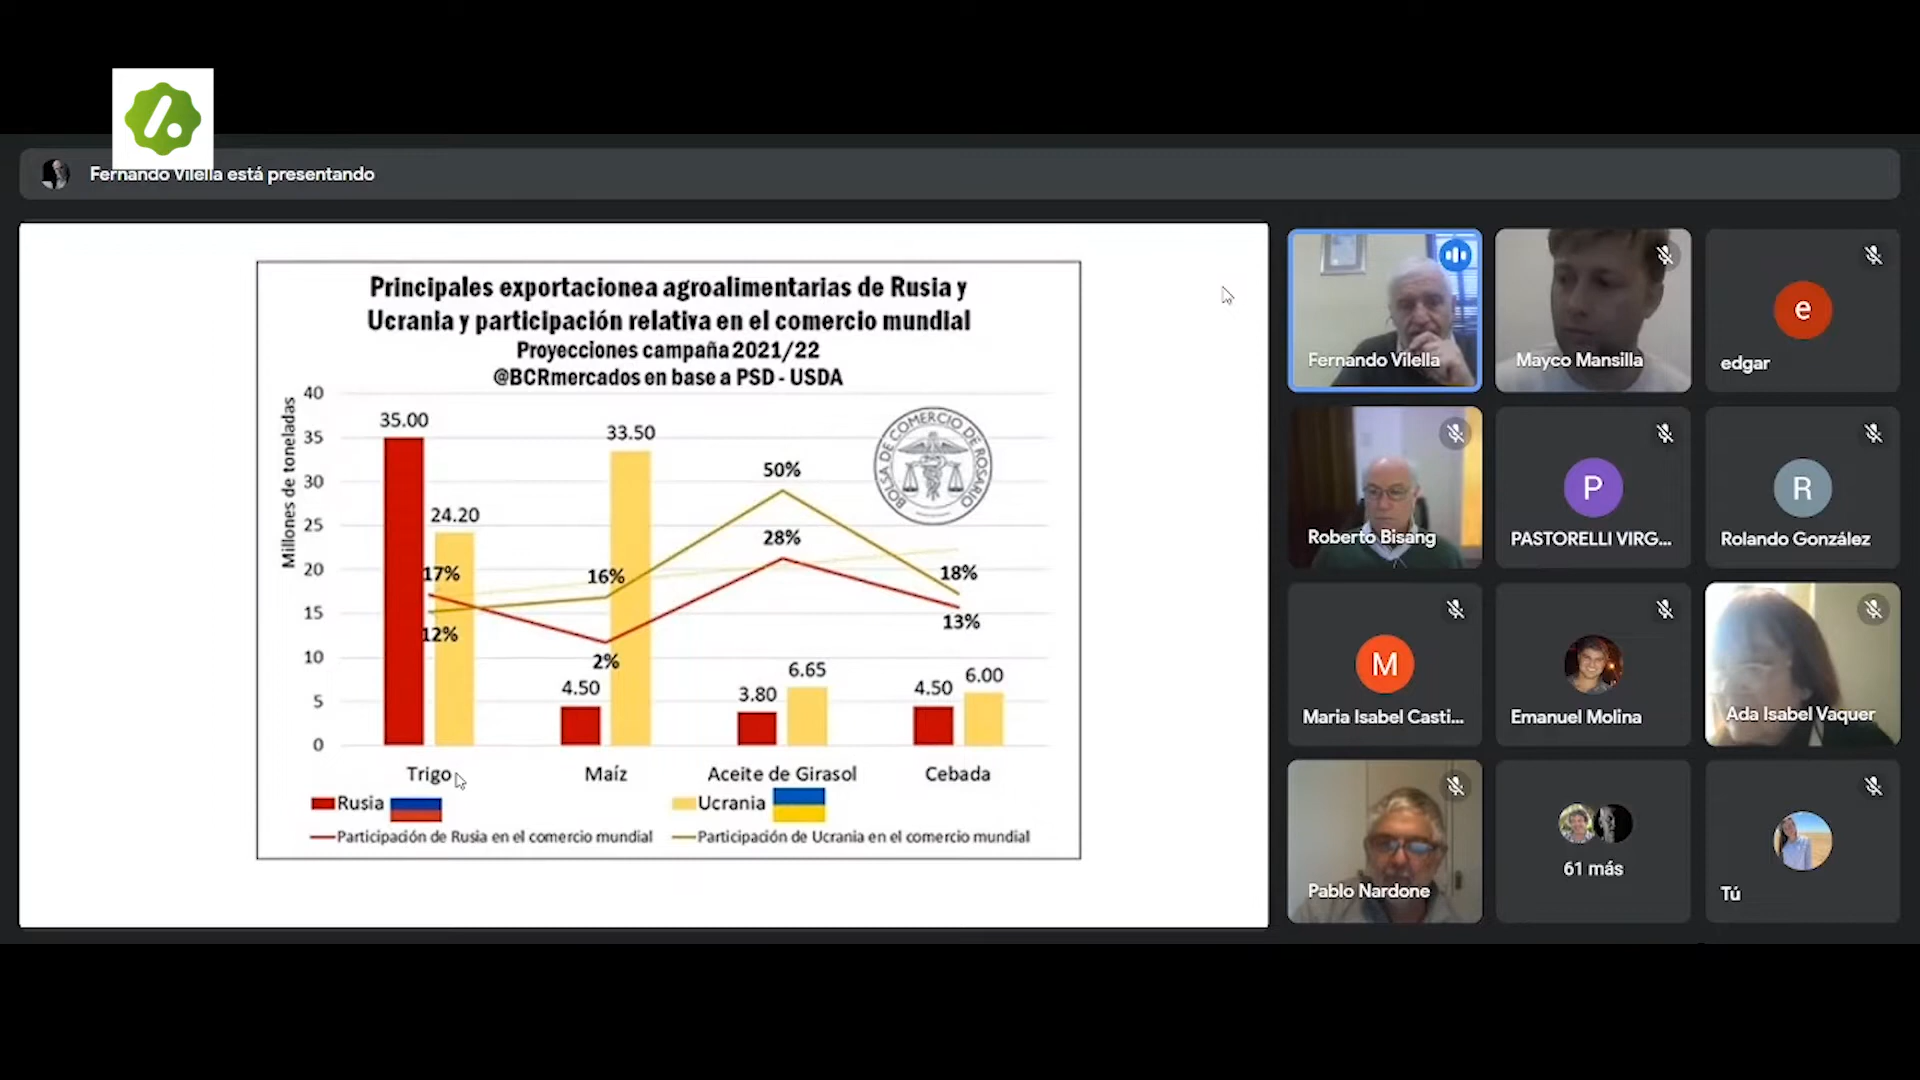 Fernando Vilella está presentando
Principales exportacionea agroalimentarias de Rusia y
Ucrania y participación relativa en el comercio mundial
Proyecciones campaña 2021/22
@BCRmercados en base a PSD - USDA
Millones de toneladas
40
35
30
25
20
15
10
5
0
35.00
24.20
17%
12%
4.50
33.50
16%
2%
3.80
6.65
50%
28%
4.50
6.00
18%
13%
BOLSA DE COMERCIO DE ROSARIO
Trigo
Maíz
Aceite de Girasol
Cebada
Rusia
Ucrania
Participación de Rusia en el comercio mundial
Participación de Ucrania en el comercio mundial
Fernando Vilella
Mayco Mansilla
e
edgar
Roberto Bisang
P
PASTORELLI VIRG...
R
Rolando González
M
Maria Isabel Casti...
Emanuel Molina
Ada Isabel Vaquer
Pablo Nardone
61 más
Tú